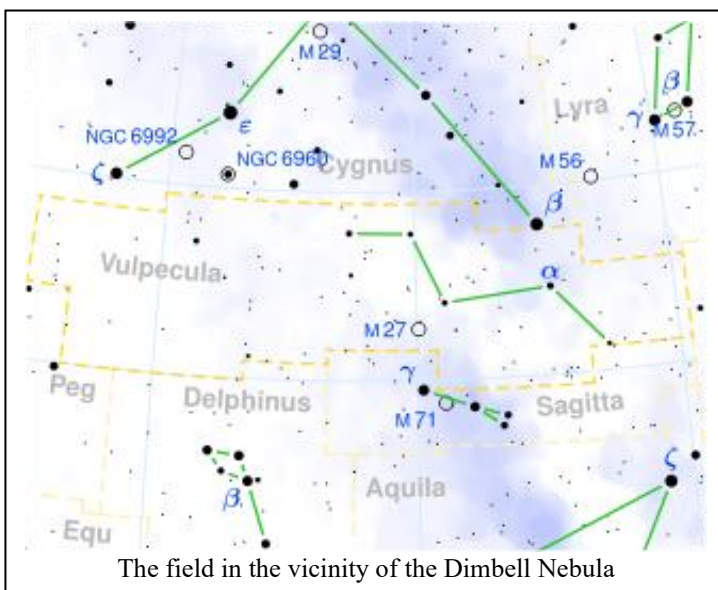 M 29
β
Lyra
ε
γ
M 57
NGC 6992
NGC 6960
Cygnus
M 56
ζ
β
Vulpecula
α
M 27
γ
Peg
Delphinus
M 71
Sagitta
ζ
β
Aquila
Equ
The field in the vicinity of the Dimbell Nebula